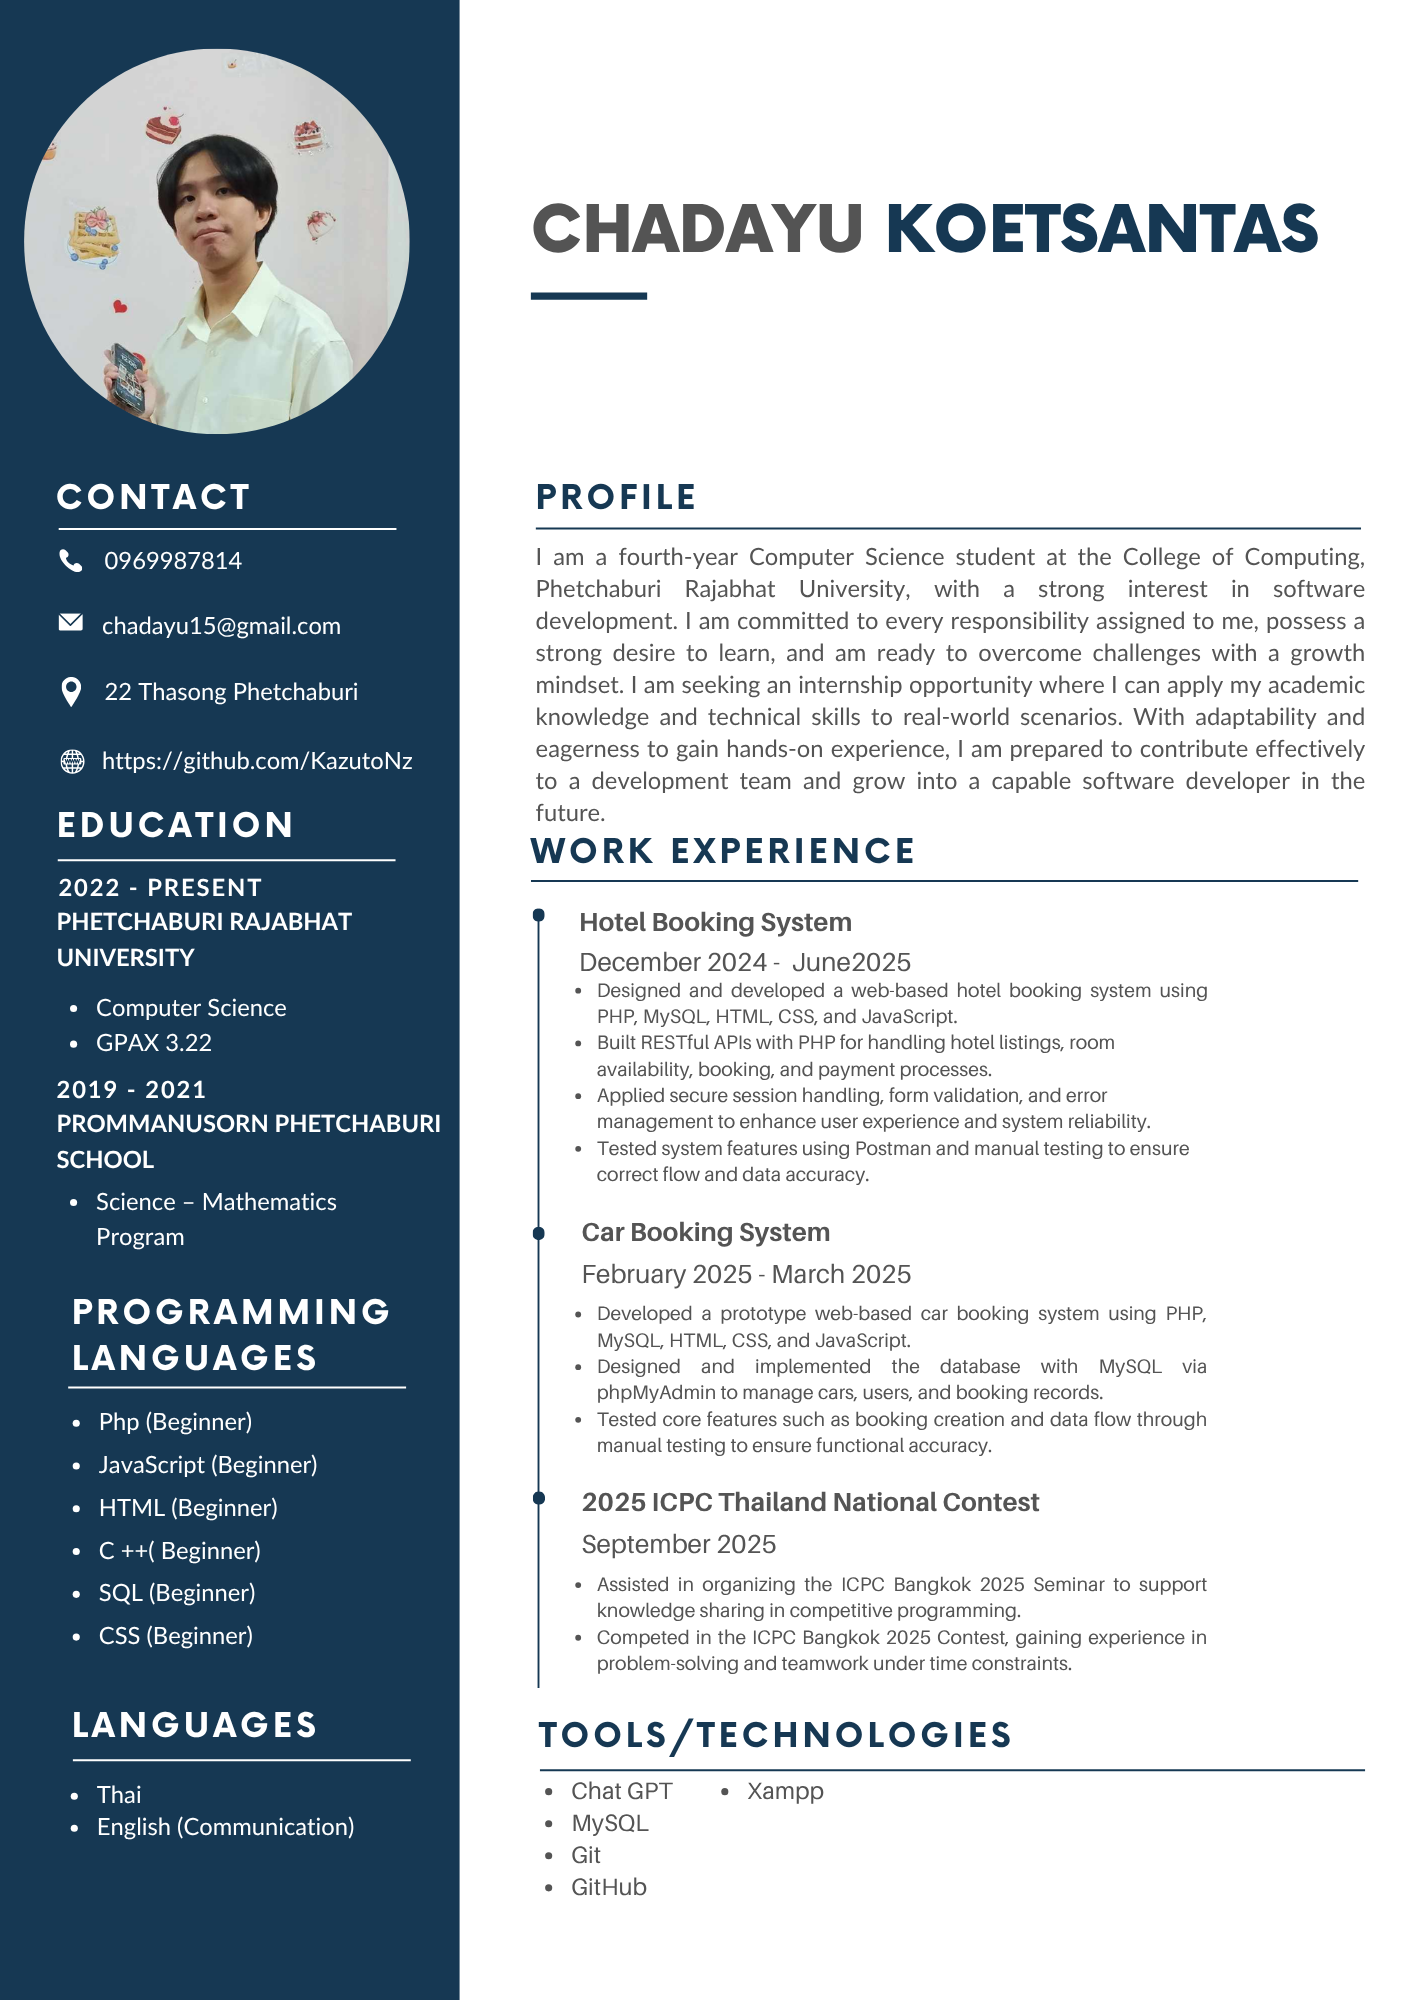 CHADAYU KOETSANTAS
CONTACT
0969987814
chadayu15@gmail.com
22 Thasong Phetchaburi
https://github.com/KazutoNz
EDUCATION
2022 - PRESENT
PHETCHABURI RAJABHAT
UNIVERSITY
• Computer Science
• GPAX 3.22
2019 - 2021
PROMMANUSORN PHETCHABURI
SCHOOL
• Science – Mathematics
Program
PROGRAMMING
LANGUAGES
• Php (Beginner)
• JavaScript (Beginner)
• HTML (Beginner)
• C ++( Beginner)
• SQL (Beginner)
• CSS (Beginner)
LANGUAGES
• Thai
• English (Communication)
PROFILE
I am a fourth-year Computer Science student at the College of Computing,
Phetchaburi Rajabhat University, with a strong interest in software
development. I am committed to every responsibility assigned to me, possess a
strong desire to learn, and am ready to overcome challenges with a growth
mindset. I am seeking an internship opportunity where I can apply my academic
knowledge and technical skills to real-world scenarios. With adaptability and
eagerness to gain hands-on experience, I am prepared to contribute effectively
to a development team and grow into a capable software developer in the
future.
WORK EXPERIENCE
Hotel Booking System
December 2024 - June2025
• Designed and developed a web-based hotel booking system using
PHP, MySQL, HTML, CSS, and JavaScript.
• Built RESTful APIs with PHP for handling hotel listings, room
availability, booking, and payment processes.
• Applied secure session handling, form validation, and error
management to enhance user experience and system reliability.
• Tested system features using Postman and manual testing to ensure
correct flow and data accuracy.
Car Booking System
February 2025 - March 2025
• Developed a prototype web-based car booking system using PHP,
MySQL, HTML, CSS, and JavaScript.
• Designed and implemented the database with MySQL via
phpMyAdmin to manage cars, users, and booking records.
• Tested core features such as booking creation and data flow through
manual testing to ensure functional accuracy.
2025 ICPC Thailand National Contest
September 2025
• Assisted in organizing the ICPC Bangkok 2025 Seminar to support
knowledge sharing in competitive programming.
• Competed in the ICPC Bangkok 2025 Contest, gaining experience in
problem-solving and teamwork under time constraints.
TOOLS/TECHNOLOGIES
• Chat GPT
• MySQL
• Git
• GitHub
• Xampp